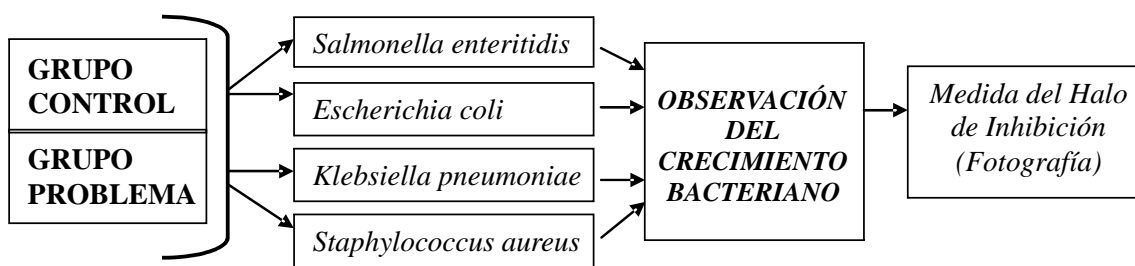 GRUPO
CONTROL
GRUPO
PROBLEMA
Salmonella enteritidis
Escherichia coli
Klebsiella pneumoniae
Staphylococcus aureus
OBSERVACIÓN
DEL
CRECIMIENTO
BACTERIANO
Medida del Halo
de Inhibición
(Fotografía)